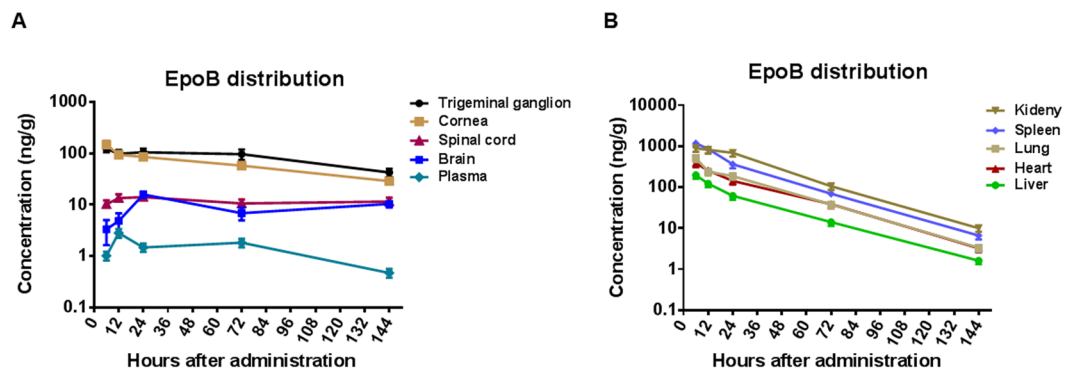 A
EpoB distribution
Concentration (ng/g)
1000
100
10
1
0.1
0
12
24
36
48
60
72
84
96
108
120
132
144
Hours after administration
Trigeminal ganglion
Cornea
Spinal cord
Brain
Plasma
B
EpoB distribution
Concentration (ng/g)
10000
1000
100
10
1
0.1
0
12
24
36
48
60
72
84
96
108
120
132
144
Hours after administration
Kideny
Spleen
Lung
Heart
Liver